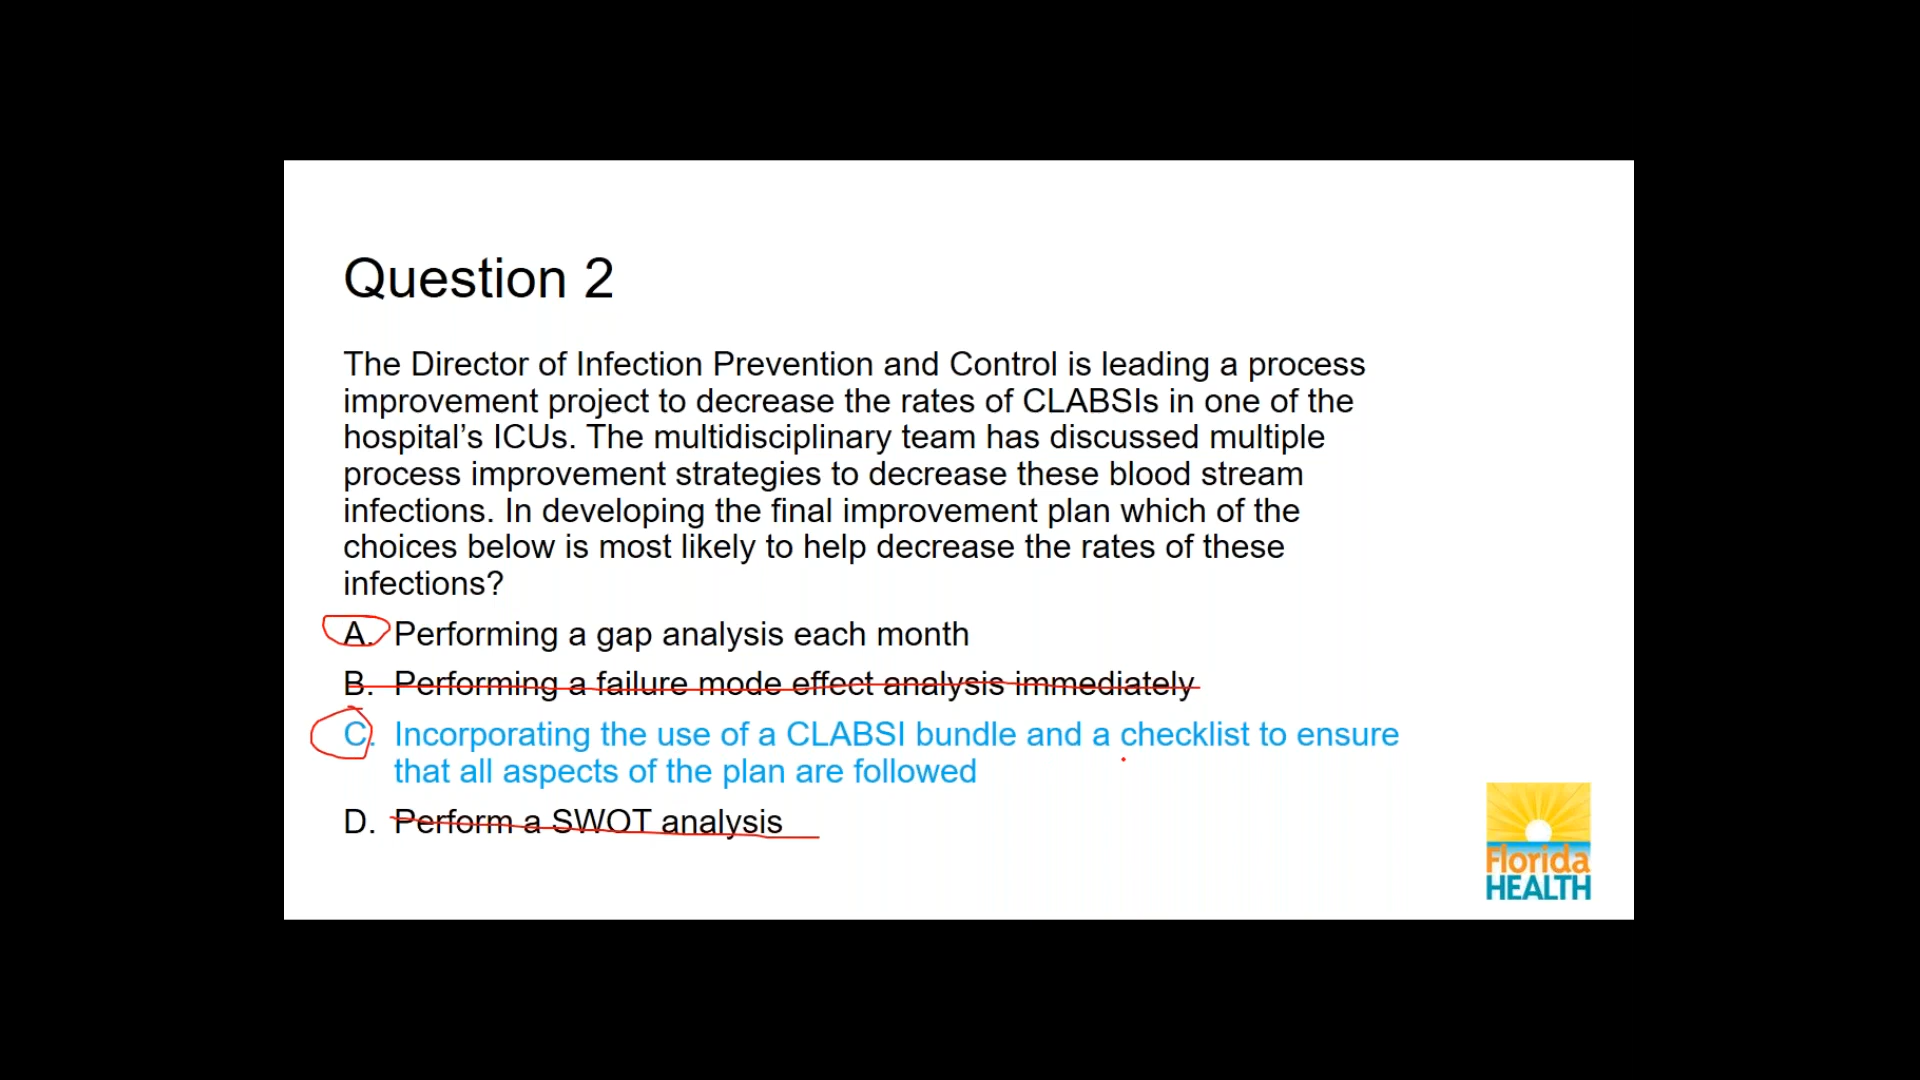 Question 2
The Director of Infection Prevention and Control is leading a process
improvement project to decrease the rates of CLABSIs in one of the
hospital’s ICUs. The multidisciplinary team has discussed multiple
process improvement strategies to decrease these blood stream
infections. In developing the final improvement plan which of the
choices below is most likely to help decrease the rates of these
infections?
A. Performing a gap analysis each month
B. Performing a failure mode effect analysis immediately
C. Incorporating the use of a CLABSI bundle and a checklist to ensure
that all aspects of the plan are followed
D. Perform a SWOT analysis
Florida
HEALTH